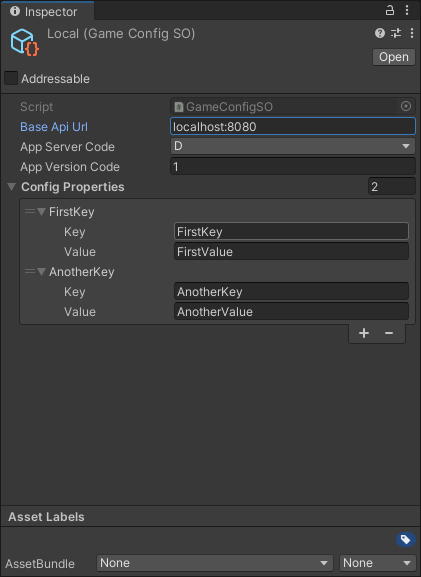 Inspector
Local (Game Config SO)
Open
Addressable
Script GameConfigSO
Base Api Url localhost:8080
App Server Code D
App Version Code 1
Config Properties 2
FirstKey
Key FirstKey
Value FirstValue
AnotherKey
Key AnotherKey
Value AnotherValue
Asset Labels
AssetBundle None None